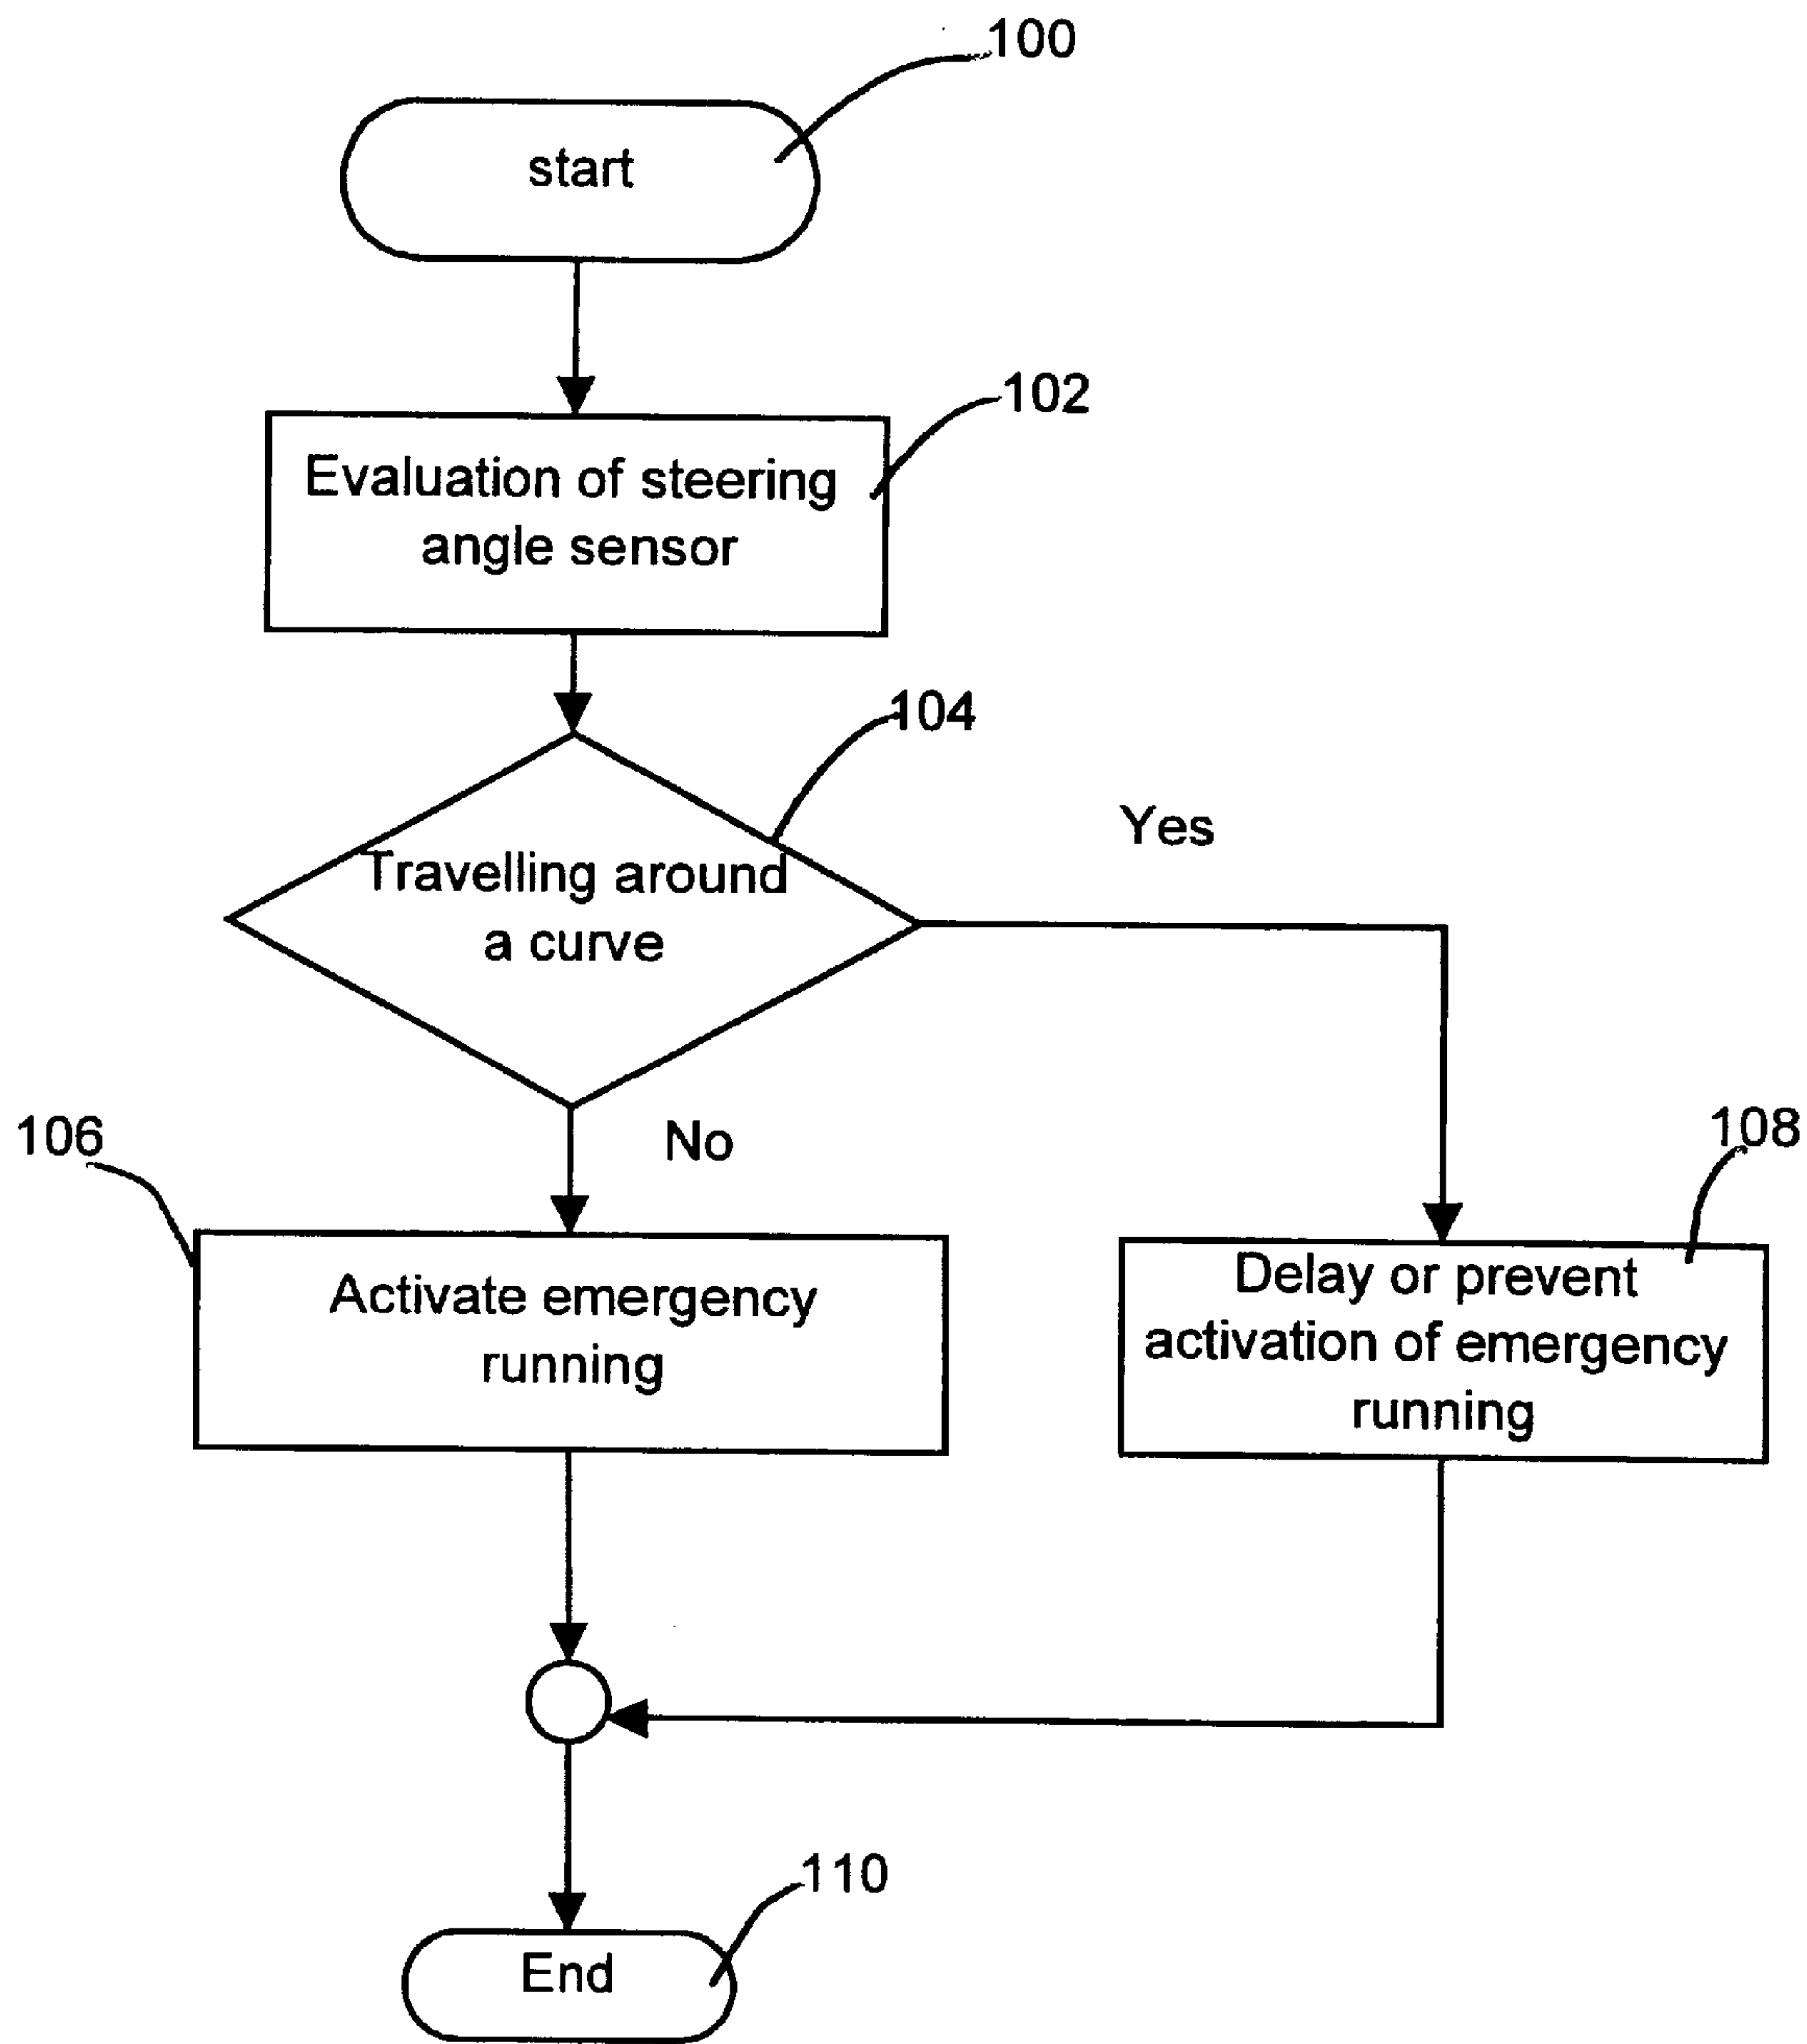 100
start
102
Evaluation of steering
angle sensor
104
Yes
Travelling around
a curve
No
106
108
Activate emergency
running
Delay or prevent
activation of emergency
running
110
End